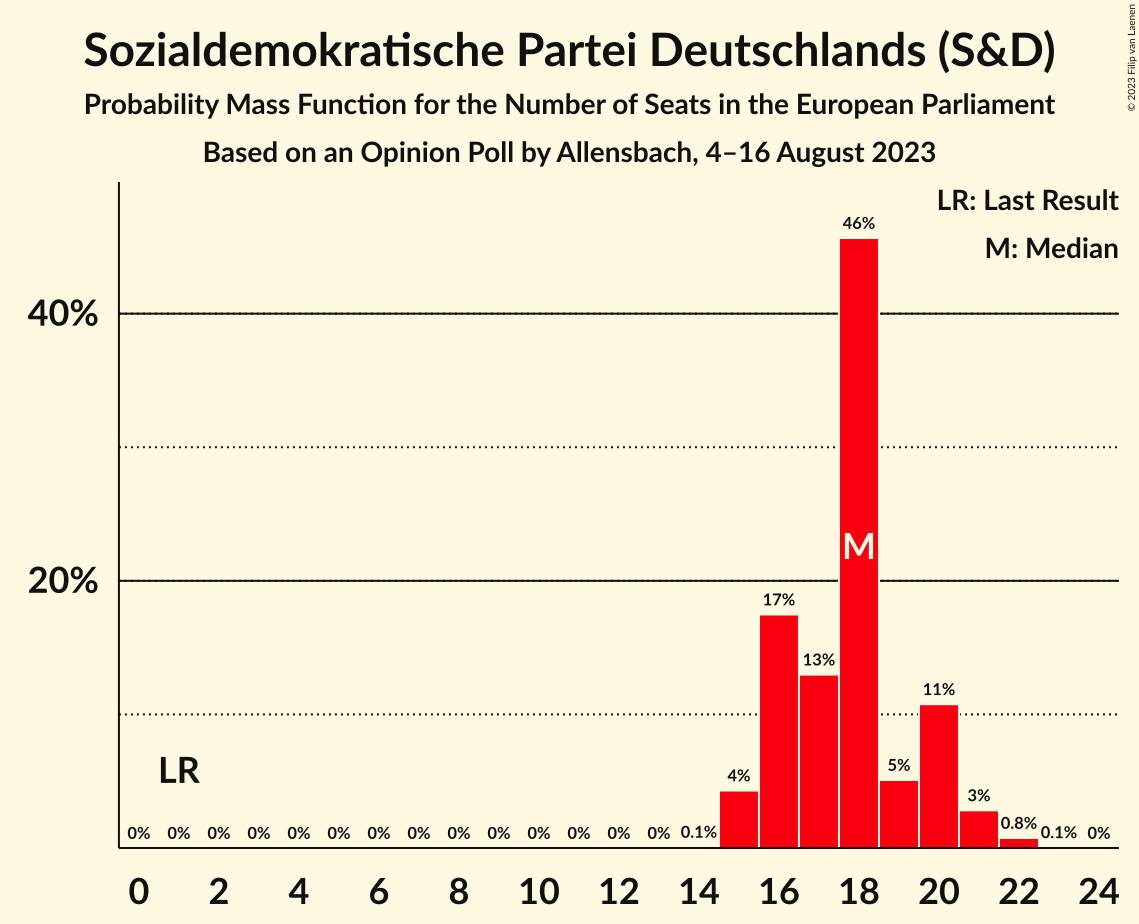 Sozialdemokratische Partei Deutschlands (S&D)
Probability Mass Function for the Number of Seats in the European Parliament
Based on an Opinion Poll by Allensbach, 4–16 August 2023
© 2023 Filip van Laenen
LR: Last Result
M: Median
46%
40%
M
20%
17%
13%
11%
LR
5%
4%
3%
0% 0% 0% 0% 0% 0% 0% 0% 0% 0% 0% 0% 0% 0% 0.1% 0.8% 0.1% 0%
0 2 4 6 8 10 12 14 16 18 20 22 24